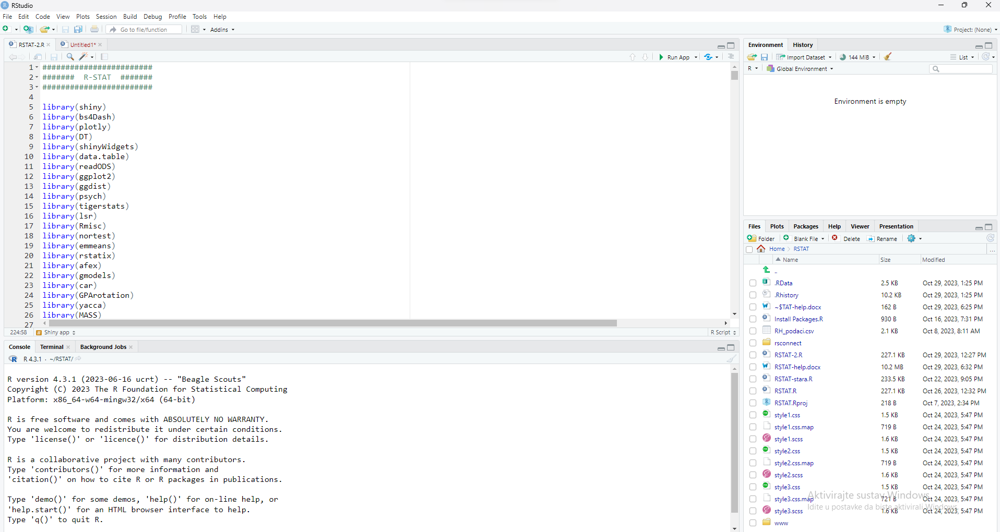 RStudio
File Edit Code View Plots Session Build Debug Profile Tools Help
Go to file/function Addins Project: (None)
RSTAT-2.R Untitled1*
Run App
1 ########################
2 ####### R-STAT #######
3 ########################
4
5 library(shiny)
6 library(bs4Dash)
7 library(plotly)
8 library(DT)
9 library(shinyWidgets)
10 library(data.table)
11 library(readODS)
12 library(ggplot2)
13 library(ggdist)
14 library(psych)
15 library(tigerstats)
16 library(lsr)
17 library(Rmisc)
18 library(nortest)
19 library(emmeans)
20 library(rstatix)
21 library(afex)
22 library(gmodels)
23 library(car)
24 library(GPArotation)
25 library(yacca)
26 library(MASS)
27
224:58 Shiny app R Script
Console Terminal Background Jobs
R 4.3.1 · ~/RSTAT/
R version 4.3.1 (2023-06-16 ucrt) -- "Beagle Scouts"
Copyright (C) 2023 The R Foundation for Statistical Computing
Platform: x86_64-w64-mingw32/x64 (64-bit)
R is free software and comes with ABSOLUTELY NO WARRANTY.
You are welcome to redistribute it under certain conditions.
Type 'license()' or 'licence()' for distribution details.
R is a collaborative project with many contributors.
Type 'contributors()' for more information and
'citation()' on how to cite R or R packages in publications.
Type 'demo()' for some demos, 'help()' for on-line help, or
'help.start()' for an HTML browser interface to help.
Type 'q()' to quit R.
Environment History
Import Dataset 144 MiB List
R Global Environment
Environment is empty
Files Plots Packages Help Viewer Presentation
Folder Blank File Delete Rename
Home RSTAT ...
Name Size Modified
..
.RData 2.5 KB Oct 29, 2023, 1:25 PM
.Rhistory 10.2 KB Oct 29, 2023, 1:25 PM
~$TAT-help.docx 162 B Oct 29, 2023, 6:25 PM
Install Packages.R 930 B Oct 16, 2023, 7:31 PM
RH_podaci.csv 2.1 KB Oct 8, 2023, 8:11 AM
rsconnect
RSTAT-2.R 227.1 KB Oct 29, 2023, 12:27 PM
RSTAT-help.docx 10.2 MB Oct 29, 2023, 6:32 PM
RSTAT-stara.R 233.5 KB Oct 22, 2023, 9:05 PM
RSTAT.R 227.1 KB Oct 26, 2023, 12:32 PM
RSTAT.Rproj 218 B Oct 7, 2023, 2:34 PM
style1.css 1.5 KB Oct 24, 2023, 5:47 PM
style1.css.map 719 B Oct 24, 2023, 5:47 PM
style1.scss 1.6 KB Oct 24, 2023, 5:47 PM
style2.css 1.5 KB Oct 24, 2023, 5:47 PM
style2.css.map 719 B Oct 24, 2023, 5:47 PM
style2.scss 1.6 KB Oct 24, 2023, 5:47 PM
style3.css 1.5 KB Oct 24, 2023, 5:47 PM
Aktivirajte sustav Windows
style3.css.map 721 B Oct 24, 2023, 5:47 PM
Idite u postavke da biste aktivirali Windows.
style3.scss 1.6 KB Oct 24, 2023, 5:47 PM
www